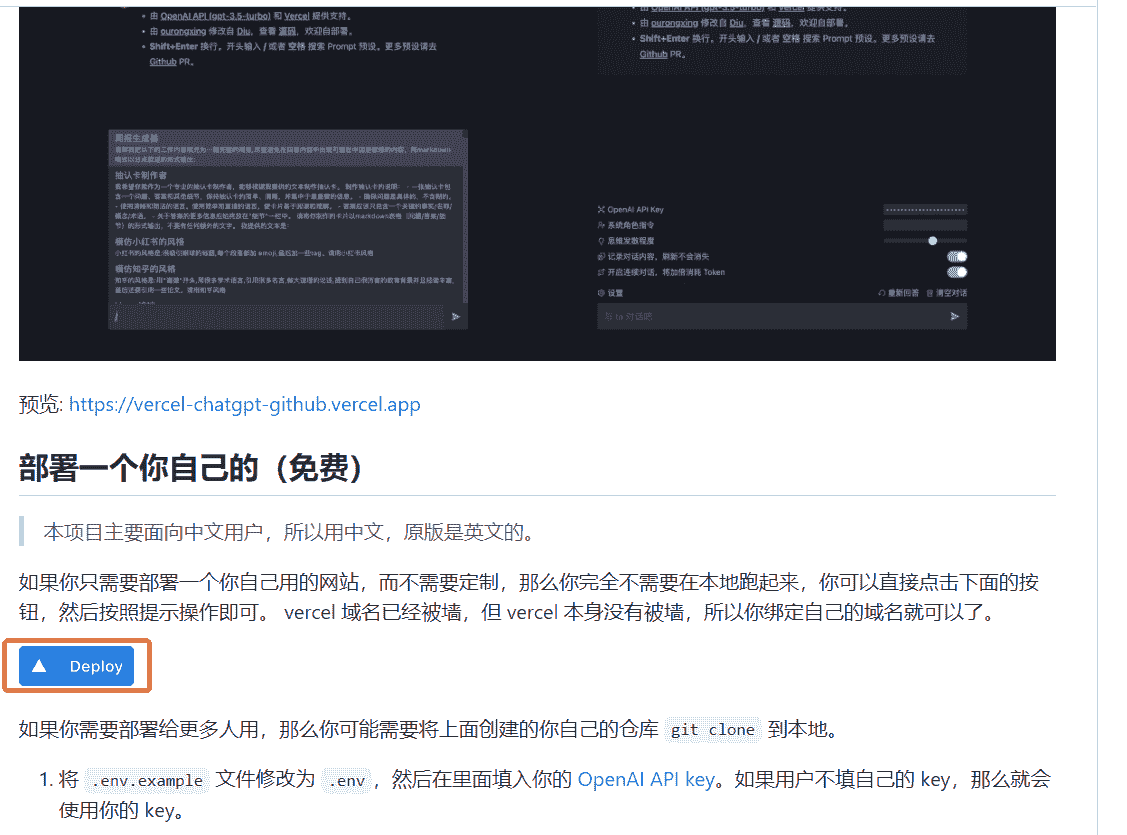 • 由 OpenAI API (gpt-3.5-turbo) 和 Vercel 提供支持。
• 由 ourongxing 修改自 Diu，查看 源码，欢迎自部署。
• Shift+Enter 换行。开头输入 / 或者 空格 搜索 Prompt 预设。更多预设请去
Github PR。
• 由 OpenAI API (gpt-3.5-turbo) 和 Vercel 提供支持。
• 由 ourongxing 修改自 Diu，查看 源码，欢迎自部署。
• Shift+Enter 换行。开头输入 / 或者 空格 搜索 Prompt 预设。更多预设请去
Github PR。
周报生成器
抽认卡制作者
模仿小红书的风格
模仿知乎的风格
/
OpenAI API Key
系统角色指令
思维发散程度
记录对话内容，刷新不会消失
开启连续对话，将加倍消耗 Token
设置
重新回答 清空对话
与 ta 对话吧
预览: https://vercel-chatgpt-github.vercel.app
部署一个你自己的（免费）
本项目主要面向中文用户，所以用中文，原版是英文的。
如果你只需要部署一个你自己用的网站，而不需要定制，那么你完全不需要在本地跑起来，你可以直接点击下面的按
钮，然后按照提示操作即可。 vercel 域名已经被墙，但 vercel 本身没有被墙，所以你绑定自己的域名就可以了。
Deploy
如果你需要部署给更多人用，那么你可能需要将上面创建的你自己的仓库 git clone 到本地。
1. 将 .env.example 文件修改为 .env，然后在里面填入你的 OpenAI API key。如果用户不填自己的 key，那么就会
使用你的 key。